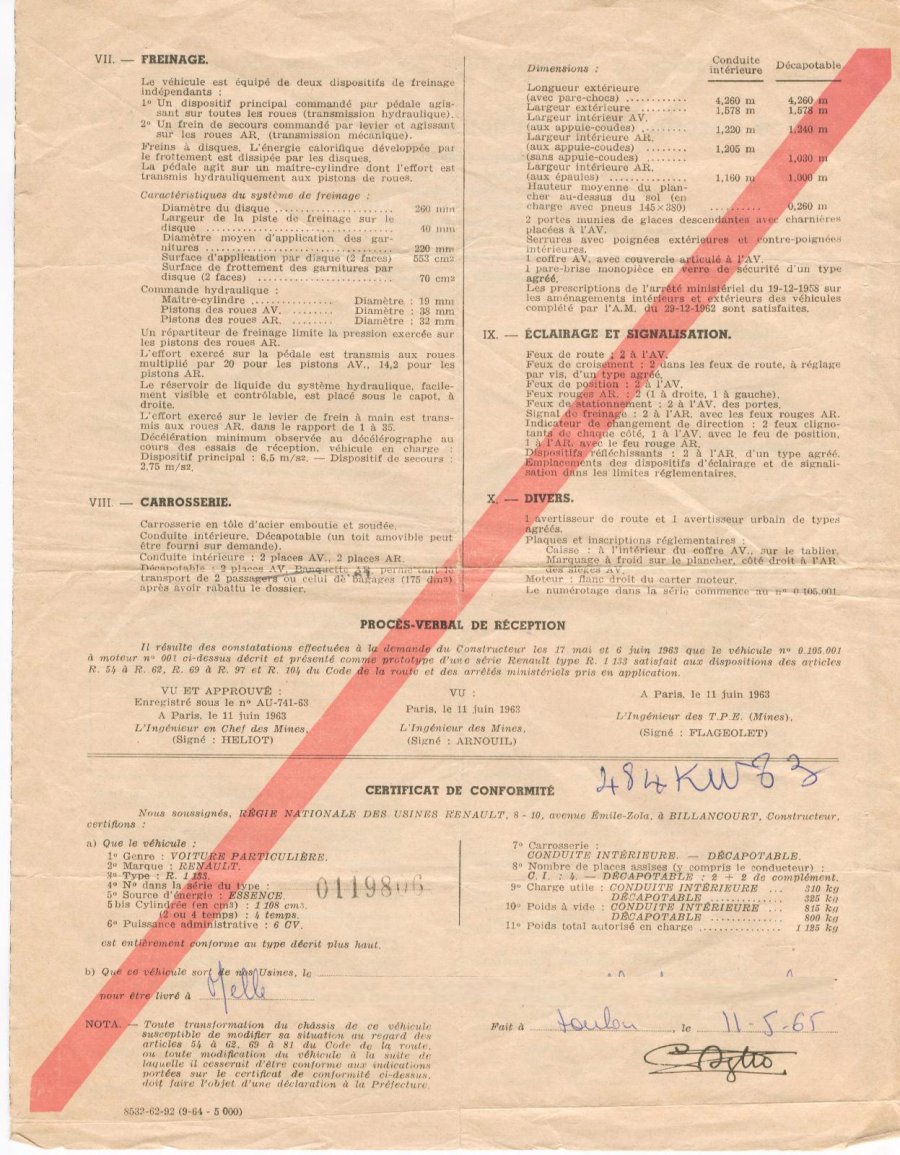 VII. — FREINAGE.
Le véhicule est équipé de deux dispositifs de freinage
indépendants :
1° Un dispositif principal commandé par pédale agis-
sant sur toutes les roues (transmission hydraulique).
2° Un frein de secours commandé par levier et agissant
sur les roues AR. (transmission mécanique).
Freins à disques. L'énergie calorifique développée par
le frottement est dissipée par les disques.
La pédale agit sur un maître-cylindre dont l'effort est
transmis hydrauliquement aux pistons de roues.
Caractéristiques du système de freinage :
Diamètre du disque ........................ 260 mm
Largeur de la piste de freinage sur le
disque .................................... 40 mm
Diamètre moyen d'application des gar-
nitures ................................... 220 mm
Surface d'application par disque (2 faces) 553 cm2
Surface de frottement des garnitures par
disque (2 faces) .......................... 70 cm2
Commande hydraulique :
Maître-cylindre ................ Diamètre : 19 mm
Pistons des roues AV. ........ Diamètre : 38 mm
Pistons des roues AR. ........ Diamètre : 32 mm
Un répartiteur de freinage limite la pression exercée sur
les pistons des roues AR.
L'effort exercé sur la pédale est transmis aux roues
multiplié par 20 pour les pistons AV., 14,2 pour les
pistons AR.
Le réservoir de liquide du système hydraulique, facile-
ment visible et contrôlable, est placé sous le capot, à
droite.
L'effort exercé sur le levier de frein à main est trans-
mis aux roues AR. dans le rapport de 1 à 35.
Décélération minimum observée au décélérographe au
cours des essais de réception, véhicule en charge :
Dispositif principal : 6,5 m/s2. — Dispositif de secours :
2,75 m/s2.
VIII. — CARROSSERIE.
Carrosserie en tôle d'acier emboutie et soudée.
Conduite intérieure. Décapotable (un toit amovible peut
être fourni sur demande).
Conduite intérieure : 2 places AV., 2 places AR.
Décapotable : 2 places AV. Banquette AR. permettant le
transport de 2 passagers ou celui de bagages (175 dm3)
après avoir rabattu le dossier.
Dimensions : Conduite intérieure Décapotable
Longueur extérieure
(avec pare-chocs) ........... 4,260 m 4,260 m
Largeur extérieure .......... 1,578 m 1,578 m
Largeur intérieur AV.
(aux appuie-coudes) ........ 1,220 m 1,240 m
Largeur intérieure AR.
(aux appuie-coudes) ........ 1,205 m
(sans appuie-coudes) ........ 1,030 m
Largeur intérieure AR.
(aux épaules) ............... 1,160 m 1,000 m
Hauteur moyenne du plan-
cher au-dessus du sol (en
charge avec pneus 145×380) .......... 0,260 m
2 portes munies de glaces descendantes avec charnières
placées à l'AV.
Serrures avec poignées extérieures et contre-poignées
intérieures.
1 coffre AV. avec couvercle articulé à l'AV.
1 pare-brise monopièce en verre de sécurité d'un type
agréé.
Les prescriptions de l'arrêté ministériel du 19-12-1958 sur
les aménagements intérieurs et extérieurs des véhicules
complété par l'A.M. du 29-12-1962 sont satisfaites.
IX. — ÉCLAIRAGE ET SIGNALISATION.
Feux de route : 2 à l'AV.
Feux de croisement : 2 dans les feux de route, à réglage
par vis, d'un type agréé.
Feux de position : 2 à l'AV.
Feux rouges AR. : 2 (1 à droite, 1 à gauche).
Feux de stationnement : 2 à l'AV. des portes.
Signal de freinage : 2 à l'AR. avec les feux rouges AR.
Indicateur de changement de direction : 2 feux cligno-
tants de chaque côté, 1 à l'AV. avec le feu de position,
1 à l'AR. avec le feu rouge AR.
Dispositifs réfléchissants : 2 à l'AR. d'un type agréé.
Emplacements des dispositifs d'éclairage et de signali-
sation dans les limites réglementaires.
X. — DIVERS.
1 avertisseur de route et 1 avertisseur urbain de types
agréés.
Plaques et inscriptions réglementaires :
Caisse : à l'intérieur du coffre AV., sur le tablier.
Marquage à froid sur le plancher, côté droit à l'AR
des sièges AV.
Moteur : flanc droit du carter moteur.
Le numérotage dans la série commence au n° 0.105.001.
PROCÈS-VERBAL DE RÉCEPTION
Il résulte des constatations effectuées à la demande du Constructeur les 17 mai et 6 juin 1963 que le véhicule n° 0.105.001
à moteur n° 001 ci-dessus décrit et présenté comme prototype d'une série Renault type R. 1 133 satisfait aux dispositions des articles
R. 54 à R. 62, R. 69 à R. 97 et R. 104 du Code de la route et des arrêtés ministériels pris en application.
VU ET APPROUVÉ :
Enregistré sous le n° AU-741-63
A Paris, le 11 juin 1963
L'Ingénieur en Chef des Mines,
(Signé : HELIOT)
VU :
Paris, le 11 juin 1963
L'Ingénieur des Mines,
(Signé : ARNOUIL)
A Paris, le 11 juin 1963
L'Ingénieur des T.P.E. (Mines),
(Signé : FLAGEOLET)
484KW83
CERTIFICAT DE CONFORMITÉ
Nous soussignés, RÉGIE NATIONALE DES USINES RENAULT, 8 - 10, avenue Émile-Zola, à BILLANCOURT, Constructeur,
certifions :
a) Que le véhicule :
1° Genre : VOITURE PARTICULIÈRE.
2° Marque : RENAULT.
3° Type : R. 1 133.
4° N° dans la série du type : 0119806
5° Source d'énergie : ESSENCE.
5 bis Cylindrée (en cm3) : 1 108 cm3.
(2 ou 4 temps) : 4 temps.
6° Puissance administrative : 6 CV.
est entièrement conforme au type décrit plus haut.
7° Carrosserie :
CONDUITE INTÉRIEURE. — DÉCAPOTABLE.
8° Nombre de places assises (y compris le conducteur) :
C. I. : 4. — DÉCAPOTABLE : 2 + 2 de complément.
9° Charge utile : CONDUITE INTÉRIEURE ... 310 kg
DÉCAPOTABLE .............. 325 kg
10° Poids à vide : CONDUITE INTÉRIEURE ... 815 kg
DÉCAPOTABLE .............. 800 kg
11° Poids total autorisé en charge ................ 1 125 kg
b) Que ce véhicule sort de nos Usines, le
pour être livré à Melle
NOTA. — Toute transformation du châssis de ce véhicule
susceptible de modifier sa situation au regard des
articles 54 à 62, 69 à 81 du Code de la route,
ou toute modification du véhicule à la suite de
laquelle il cesserait d'être conforme aux indications
portées sur le certificat de conformité ci-dessus,
doit faire l'objet d'une déclaration à la Préfecture.
Fait à toulon, le 11-5-65
8532-62-92 (9-64 - 5 000)